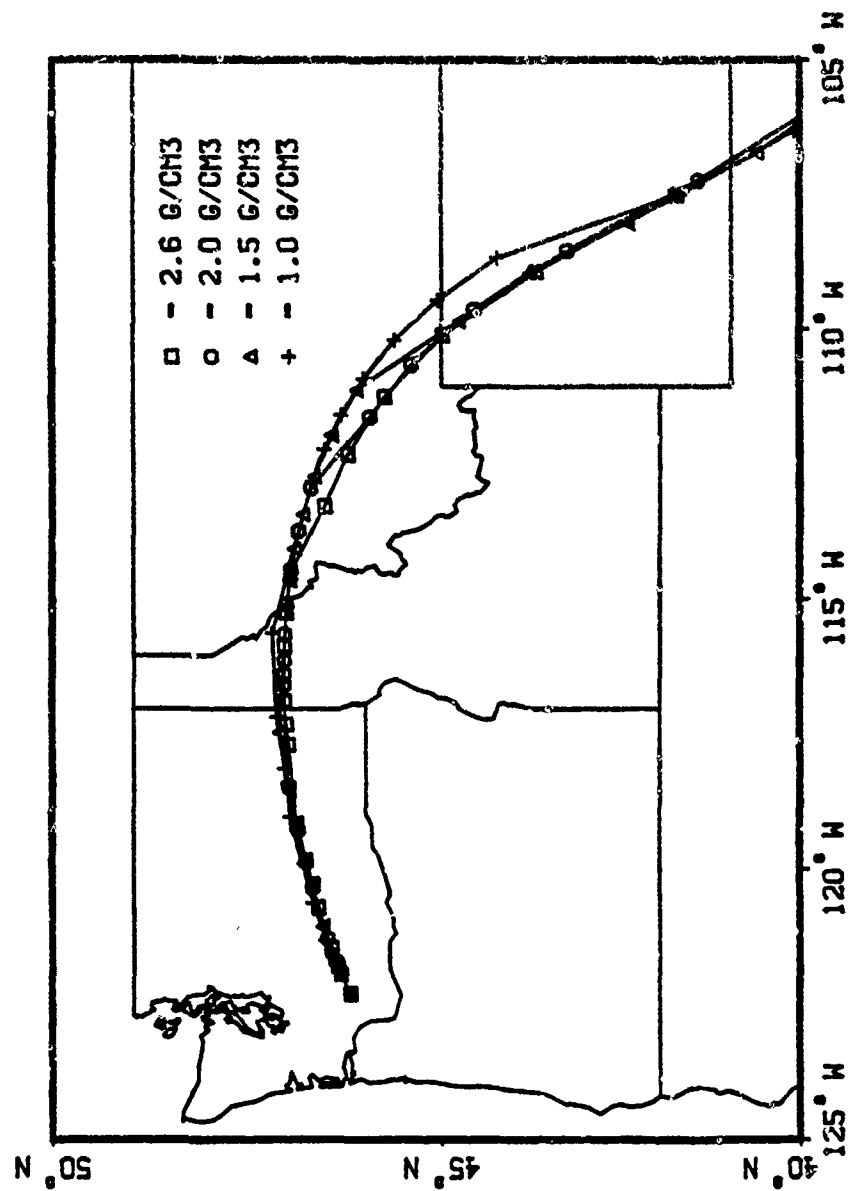 □ - 2.6 G/CM3
○ - 2.0 G/CM3
△ - 1.5 G/CM3
+ - 1.0 G/CM3
50° N
45° N
40° N
125° W
120° W
115° W
110° W
105° W